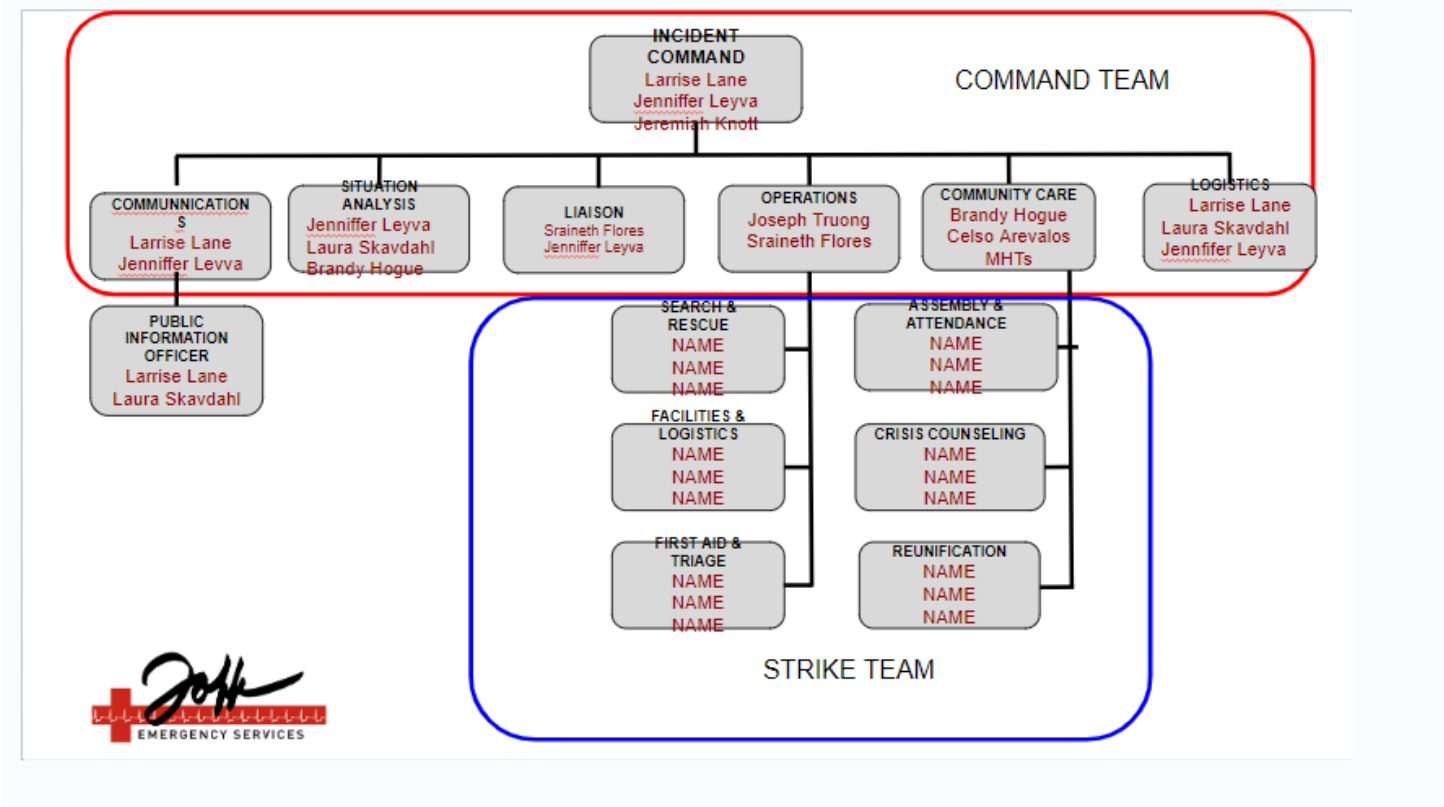 INCIDENT
COMMAND
Larrise Lane
Jenniffer Leyva
Jeremiah Knott
COMMAND TEAM
COMMUNNICATION
S
Larrise Lane
Jenniffer Levva
SITUATION
ANALYSIS
Jenniffer Leyva
Laura Skavdahl
Brandy Hogue
LIAISON
Sraineth Flores
Jenniffer Leyva
OPERATIONS
Joseph Truong
Sraineth Flores
COMMUNITY CARE
Brandy Hogue
Celso Arevalos
MHTs
LOGISTICS
Larrise Lane
Laura Skavdahl
Jennfifer Leyva
PUBLIC
INFORMATION
OFFICER
Larrise Lane
Laura Skavdahl
SEARCH &
RESCUE
NAME
NAME
NAME
ASSEMBLY &
ATTENDANCE
NAME
NAME
NAME
FACILITIES &
LOGISTICS
NAME
NAME
NAME
CRISIS COUNSELING
NAME
NAME
NAME
FIRST AID &
TRIAGE
NAME
NAME
NAME
REUNIFICATION
NAME
NAME
NAME
STRIKE TEAM
Joffe
EMERGENCY SERVICES